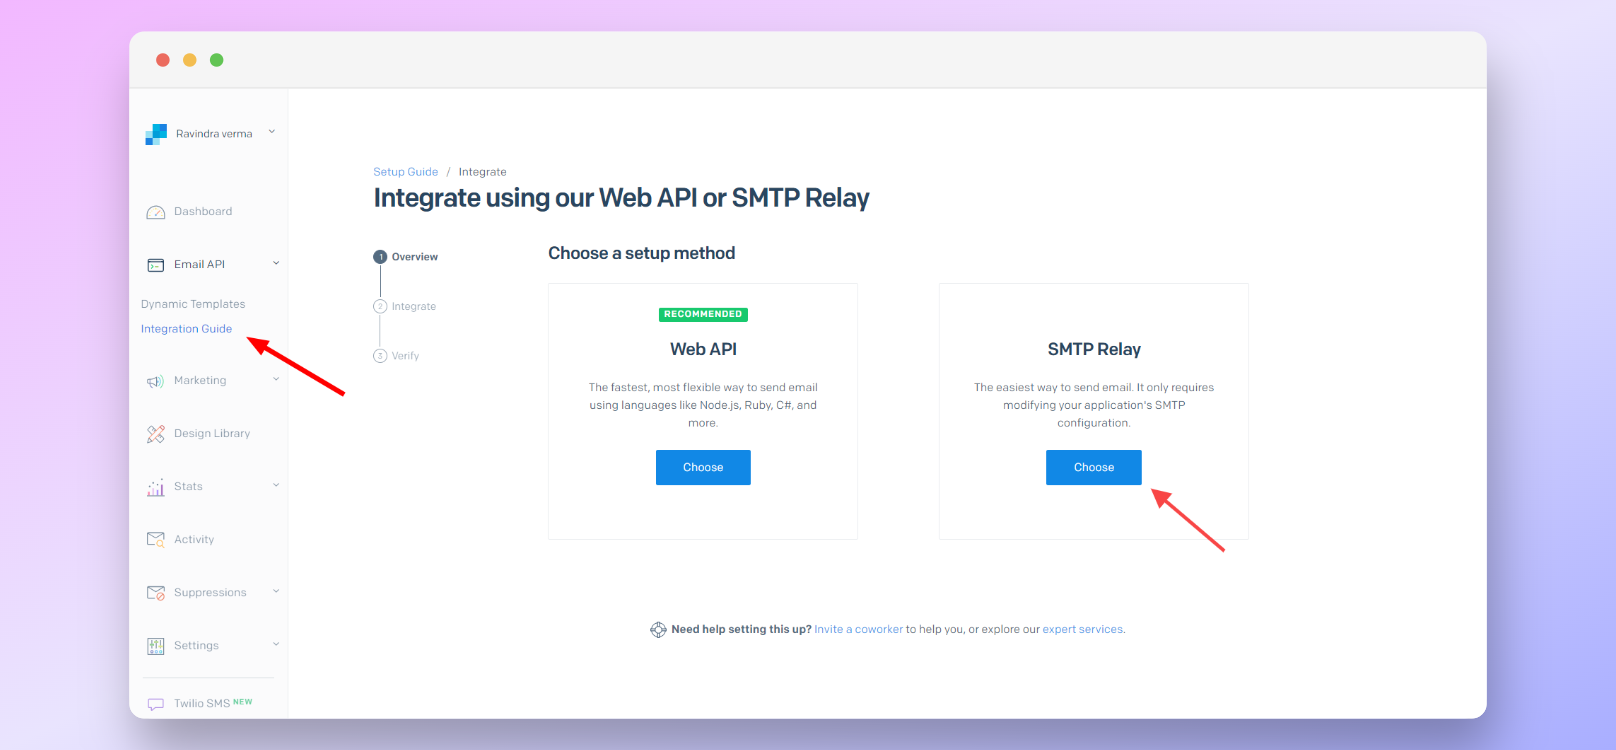 Ravindra verma
Dashboard
Email API
Dynamic Templates
Integration Guide
Marketing
Design Library
Stats
Activity
Suppressions
Settings
Twilio SMS NEW
Setup Guide / Integrate
Integrate using our Web API or SMTP Relay
1 Overview
2 Integrate
3 Verify
Choose a setup method
RECOMMENDED
Web API
The fastest, most flexible way to send email
using languages like Node.js, Ruby, C#, and
more.
Choose
SMTP Relay
The easiest way to send email. It only requires
modifying your application's SMTP
configuration.
Choose
Need help setting this up? Invite a coworker to help you, or explore our expert services.